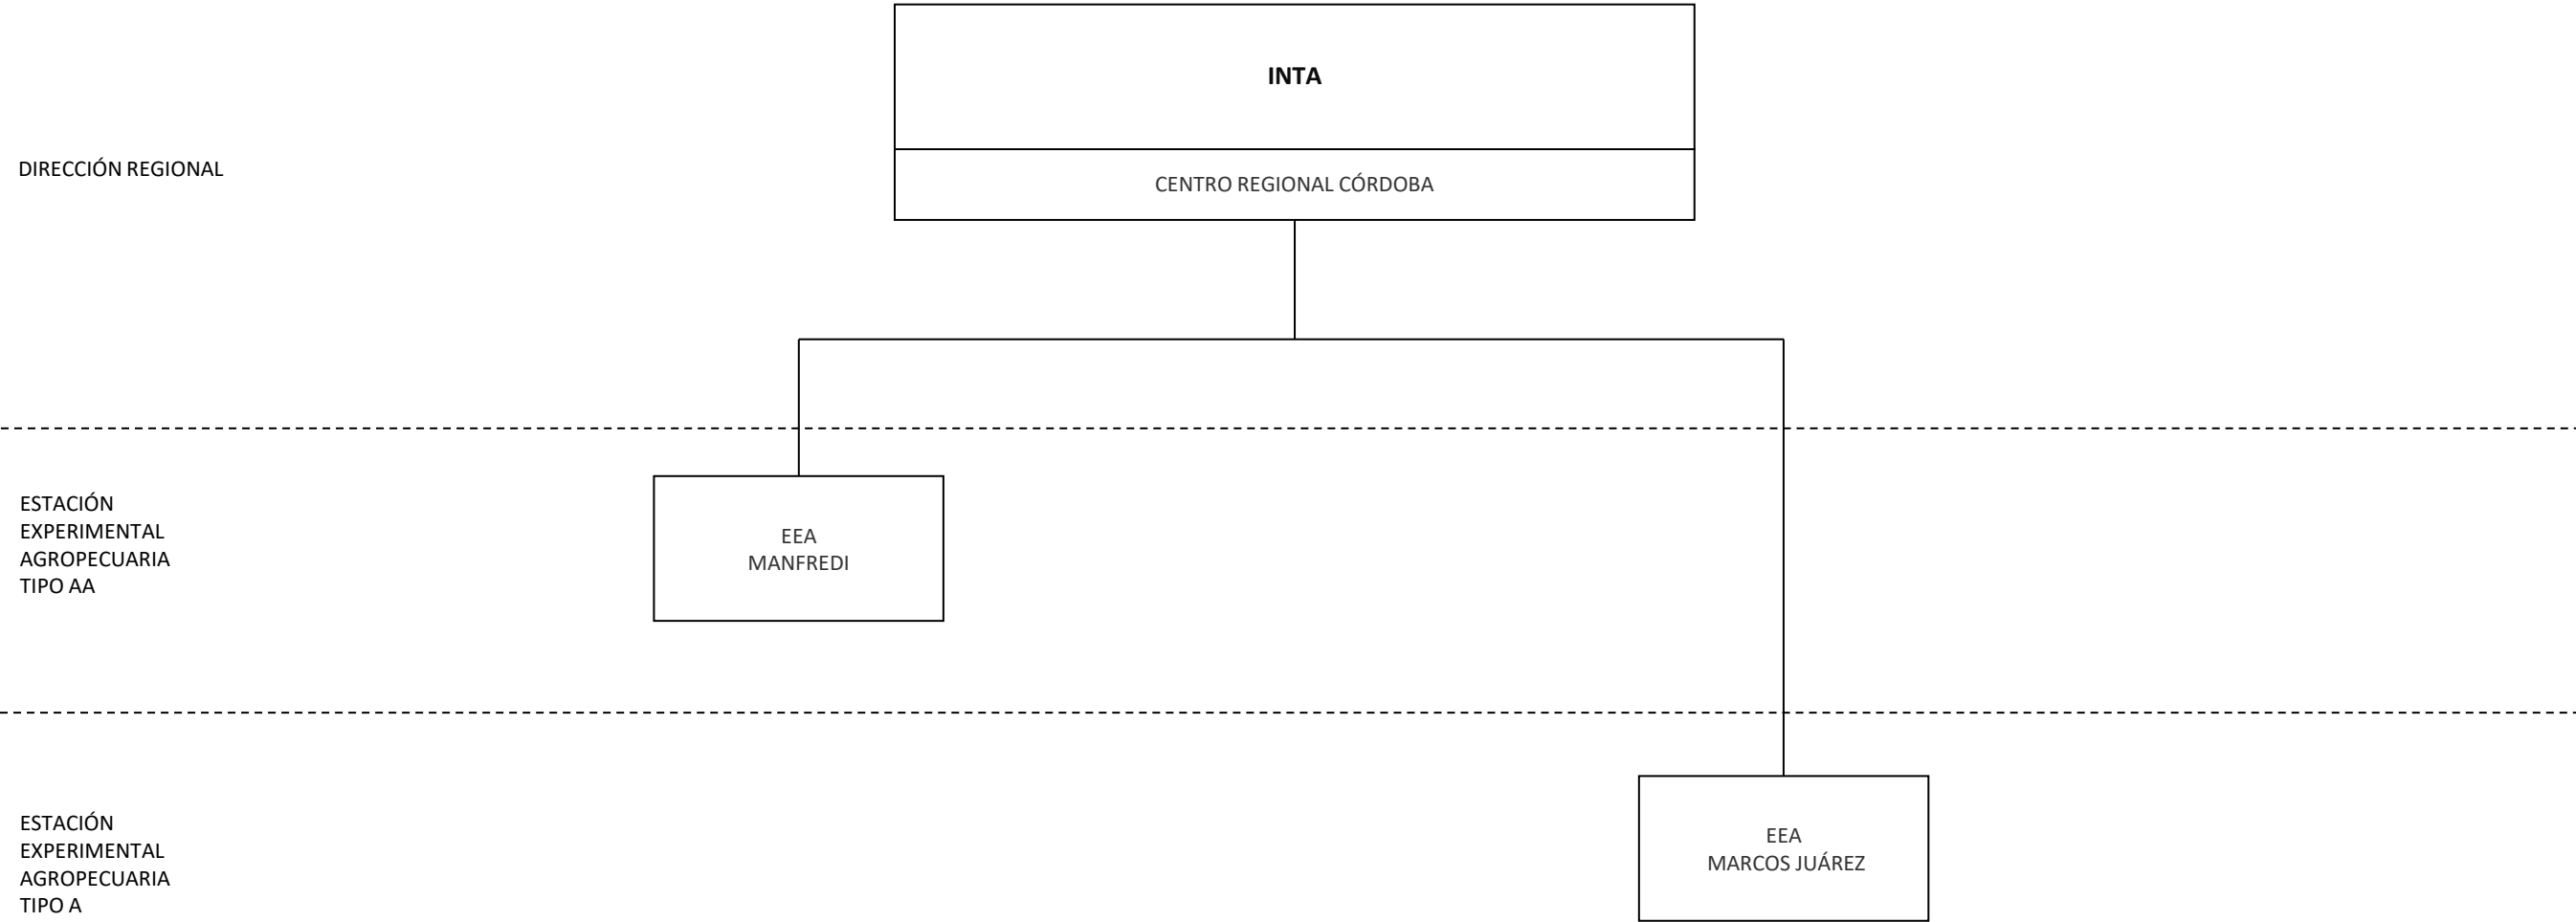 INTA
DIRECCIÓN REGIONAL
CENTRO REGIONAL CÓRDOBA
ESTACIÓN
EXPERIMENTAL
AGROPECUARIA
TIPO AA
EEA
MANFREDI
ESTACIÓN
EXPERIMENTAL
AGROPECUARIA
TIPO A
EEA
MARCOS JUÁREZ